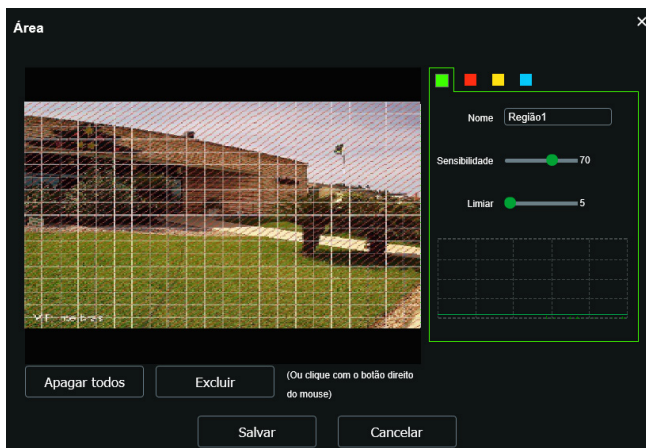 Área
Nome
Região1
Sensibilidade
70
Limiar
5
Apagar todos
Excluir
(Ou clique com o botão direito
do mouse)
Salvar
Cancelar